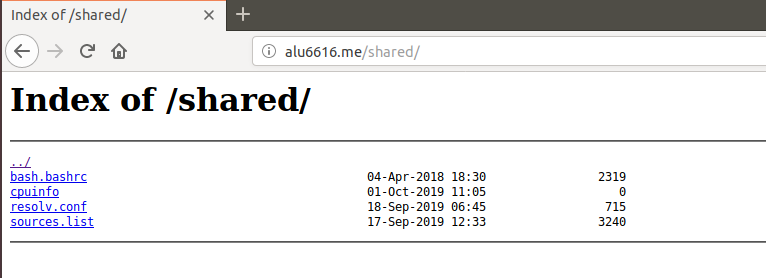 Index of /shared/
alu6616.me/shared/
Index of /shared/
../
bash.bashrc 04-Apr-2018 18:30 2319
cpuinfo 01-Oct-2019 11:05 0
resolv.conf 18-Sep-2019 06:45 715
sources.list 17-Sep-2019 12:33 3240